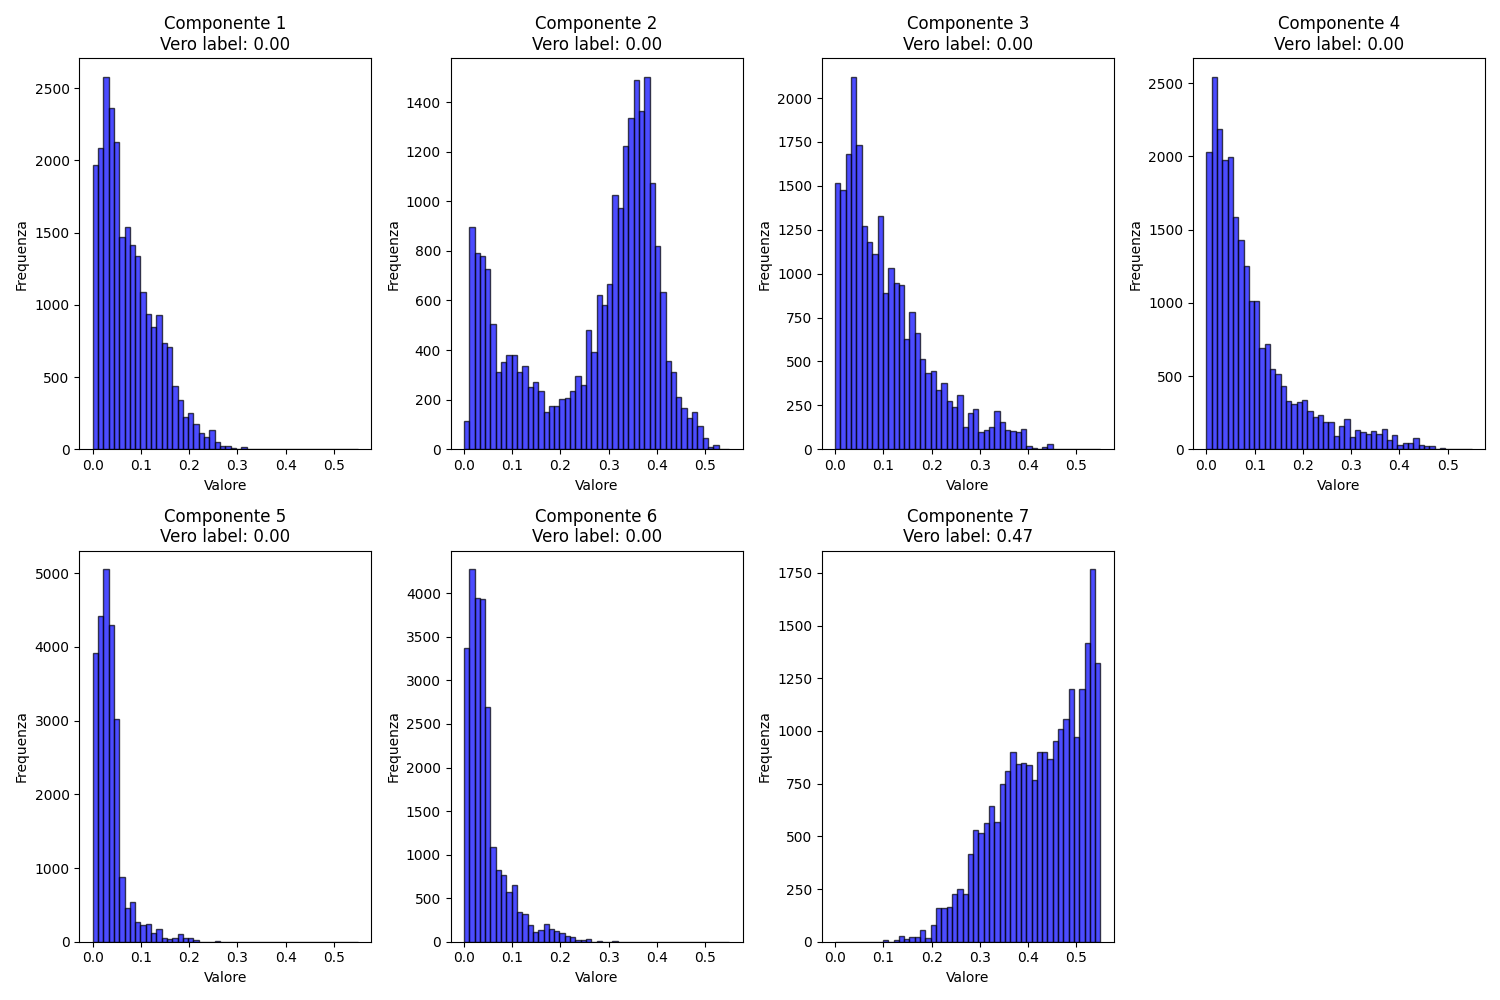 Componente 1
Vero label: 0.00
Componente 2
Vero label: 0.00
Componente 3
Vero label: 0.00
Componente 4
Vero label: 0.00
Frequenza
2500
2000
1500
1000
500
0
0.0 0.1 0.2 0.3 0.4 0.5
Valore
Frequenza
1400
1200
1000
800
600
400
200
0
0.0 0.1 0.2 0.3 0.4 0.5
Valore
Frequenza
2000
1750
1500
1250
1000
750
500
250
0
0.0 0.1 0.2 0.3 0.4 0.5
Valore
Frequenza
2500
2000
1500
1000
500
0
0.0 0.1 0.2 0.3 0.4 0.5
Valore
Componente 5
Vero label: 0.00
Componente 6
Vero label: 0.00
Componente 7
Vero label: 0.47
Frequenza
5000
4000
3000
2000
1000
0
0.0 0.1 0.2 0.3 0.4 0.5
Valore
Frequenza
4000
3500
3000
2500
2000
1500
1000
500
0
0.0 0.1 0.2 0.3 0.4 0.5
Valore
Frequenza
1750
1500
1250
1000
750
500
250
0
0.0 0.1 0.2 0.3 0.4 0.5
Valore